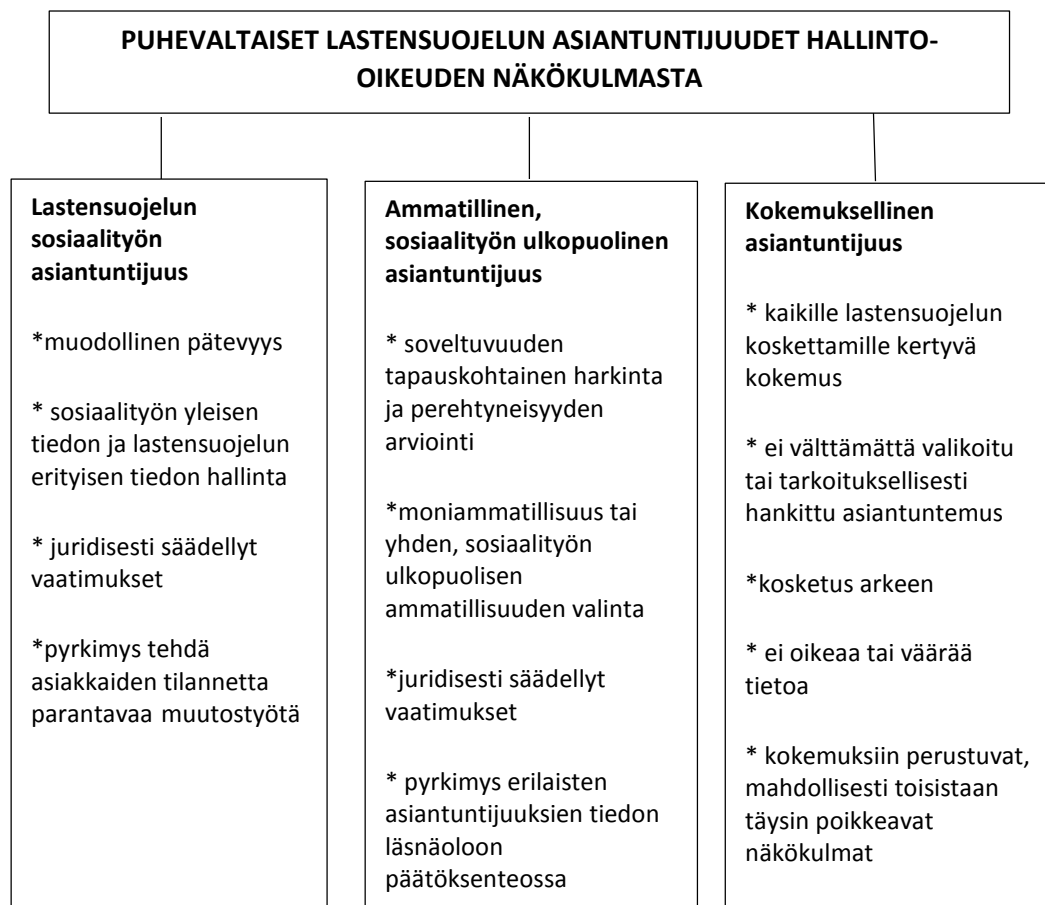 PUHEVALTAISET LASTENSUOJELUN ASIANTUNTIJUUDET HALLINTO-
OIKEUDEN NÄKÖKULMASTA
Lastensuojelun
sosiaalityön
asiantuntijuus
*muodollinen pätevyys
* sosiaalityön yleisen
tiedon ja lastensuojelun
erityisen tiedon hallinta
* juridisesti säädellyt
vaatimukset
*pyrkimys tehdä
asiakkaiden tilannetta
parantavaa muutostyötä
Ammatillinen,
sosiaalityön ulkopuolinen
asiantuntijuus
* soveltuvuuden
tapauskohtainen harkinta
ja perehtyneisyyden
arviointi
*moniammatillisuus tai
yhden, sosiaalityön
ulkopuolisen
ammatillisuuden valinta
*juridisesti säädellyt
vaatimukset
* pyrkimys erilaisten
asiantuntijuuksien tiedon
läsnäoloon
päätöksenteossa
Kokemuksellinen
asiantuntijuus
* kaikille lastensuojelun
koskettamille kertyvä
kokemus
* ei välttämättä valikoitu
tai tarkoituksellisesti
hankittu asiantuntemus
*kosketus arkeen
* ei oikeaa tai väärää
tietoa
* kokemuksiin perustuvat,
mahdollisesti toisistaan
täysin poikkeavat
näkökulmat